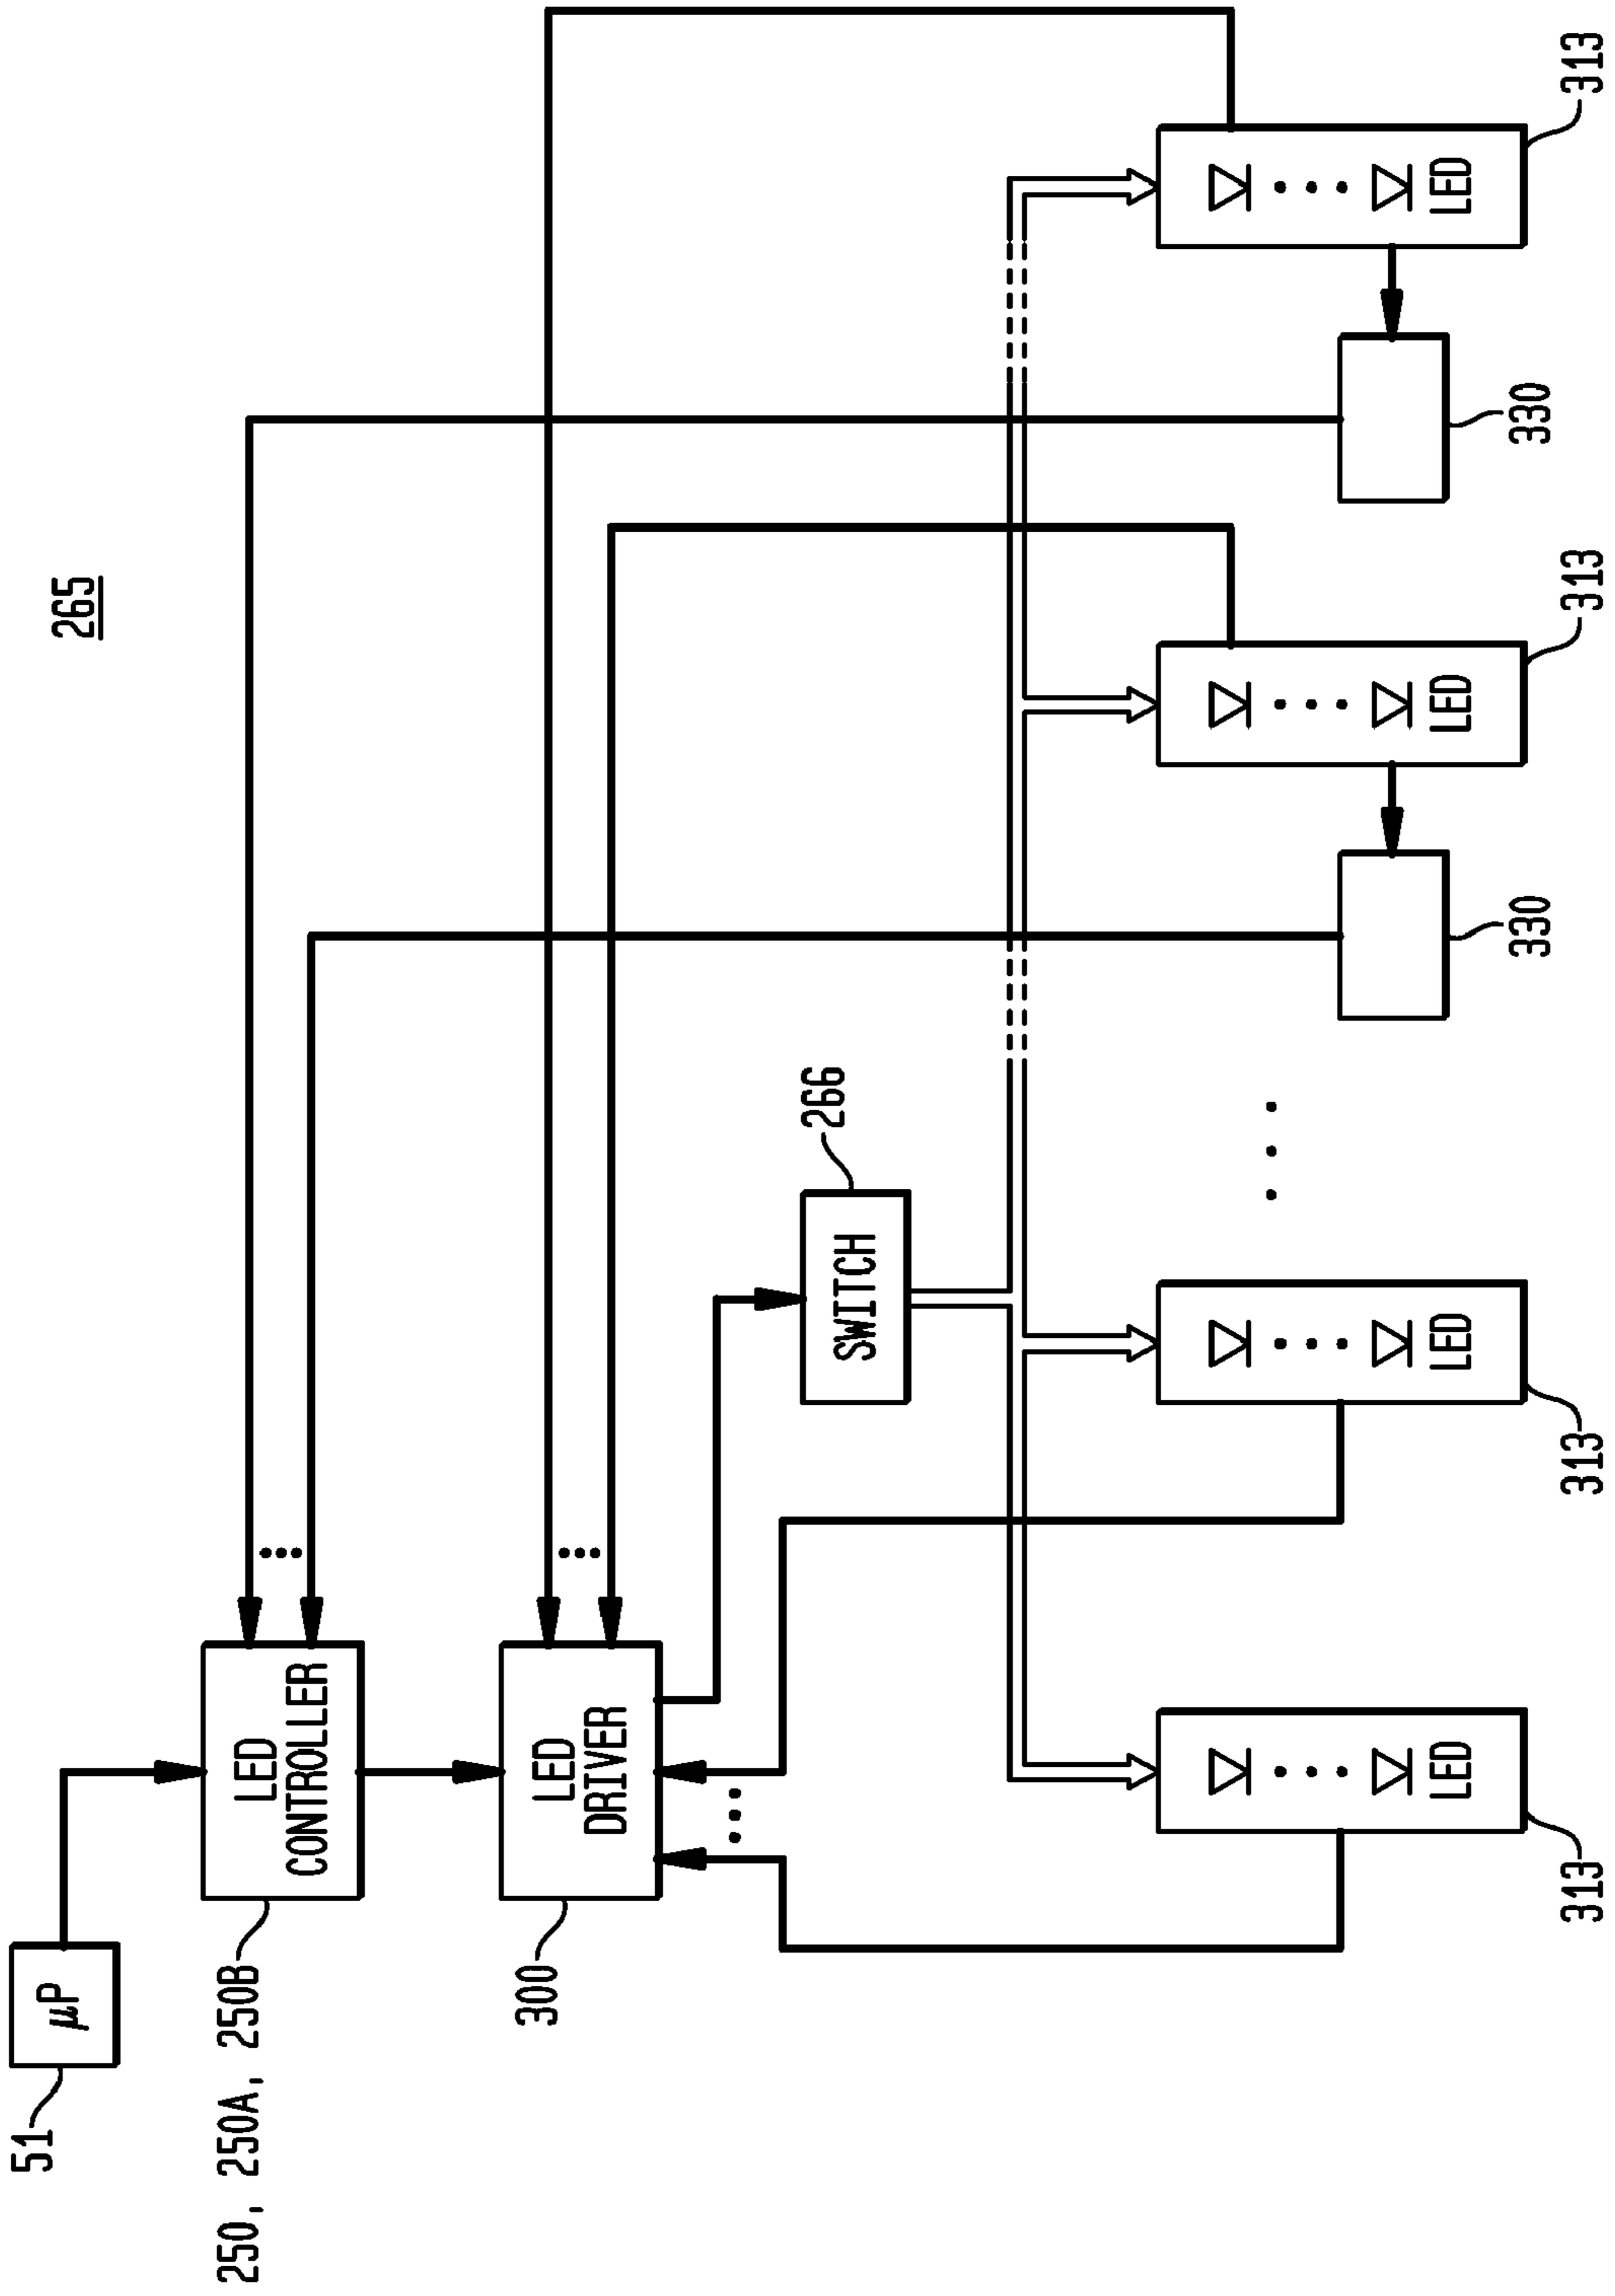 265
51
μP
250, 250A, 250B
LED
CONTROLLER
300
LED
DRIVER
SWITCH
266
LED
313
LED
313
330
LED
313
330
LED
313